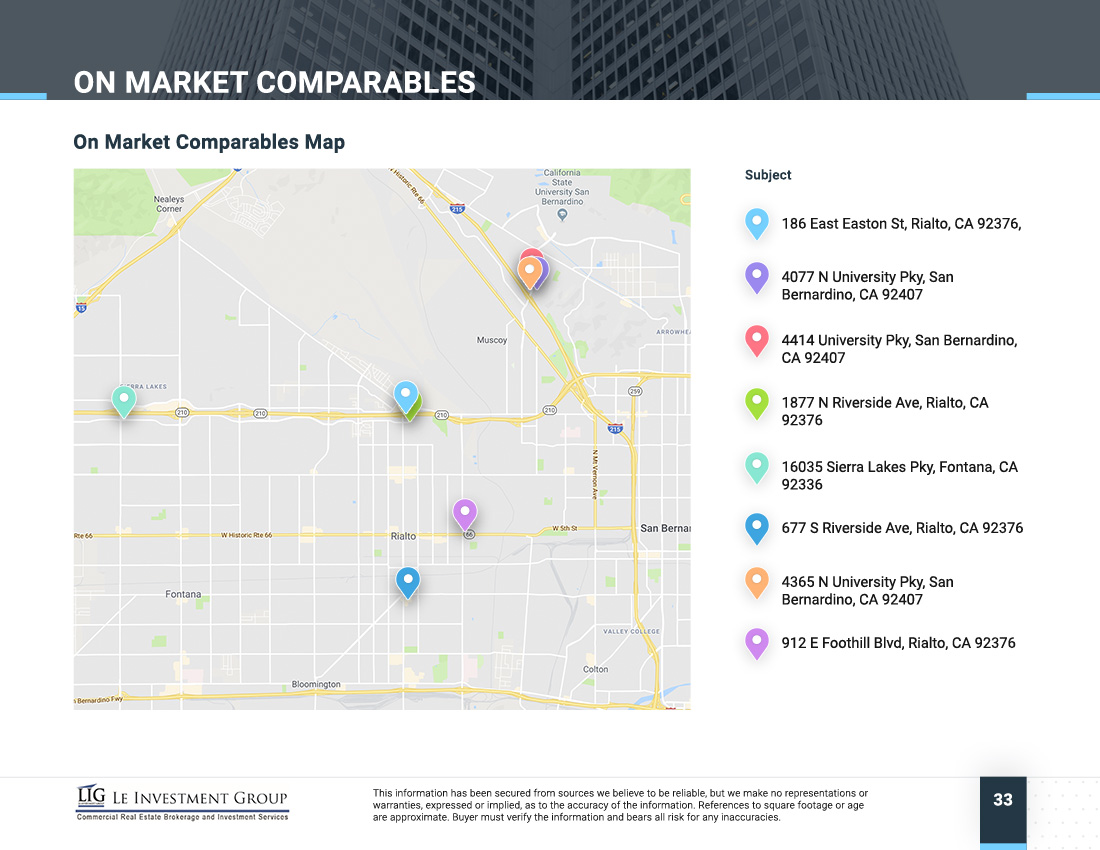 ON MARKET COMPARABLES
On Market Comparables Map
Nealeys
Corner
W Historic Rte 66
215
California
State
University San
Bernardino
15
Muscoy
ARROWHEA
SIERRA LAKES
210
210
210
210
259
215
N Mt Vernon Ave
Rte 66
W Historic Rte 66
Rialto
66
W 5th St
San Bernar
Fontana
VALLEY COLLEGE
Colton
Bloomington
n Bernardino Fwy
Subject
186 East Easton St, Rialto, CA 92376,
4077 N University Pky, San
Bernardino, CA 92407
4414 University Pky, San Bernardino,
CA 92407
1877 N Riverside Ave, Rialto, CA
92376
16035 Sierra Lakes Pky, Fontana, CA
92336
677 S Riverside Ave, Rialto, CA 92376
4365 N University Pky, San
Bernardino, CA 92407
912 E Foothill Blvd, Rialto, CA 92376
LIG LE INVESTMENT GROUP
Commercial Real Estate Brokerage and Investment Services
This information has been secured from sources we believe to be reliable, but we make no representations or
warranties, expressed or implied, as to the accuracy of the information. References to square footage or age
are approximate. Buyer must verify the information and bears all risk for any inaccuracies.
33